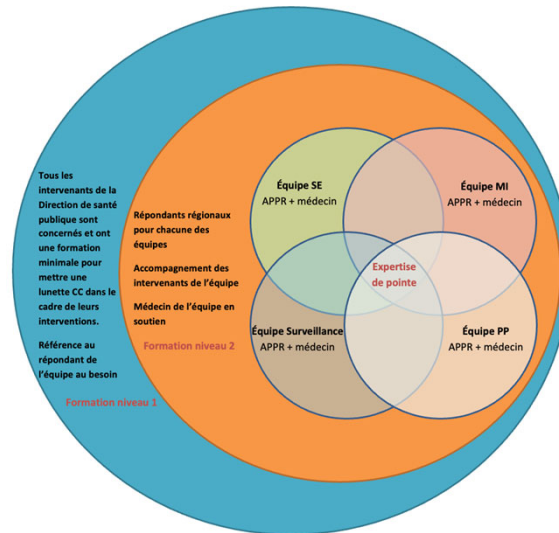 Tous les
intervenants de la
Direction de santé
publique sont
concernés et ont
une formation
minimale pour
mettre une
lunette CC dans le
cadre de leurs
interventions.
Référence au
répondant de
l'équipe au besoin
Formation niveau 1
Répondants régionaux
pour chacune des
équipes
Accompagnement des
intervenants de l'équipe
Médecin de l'équipe en
soutien
Formation niveau 2
Équipe SE
APPR + médecin
Équipe MI
APPR + médecin
Expertise
de pointe
Équipe Surveillance
APPR + médecin
Équipe PP
APPR + médecin